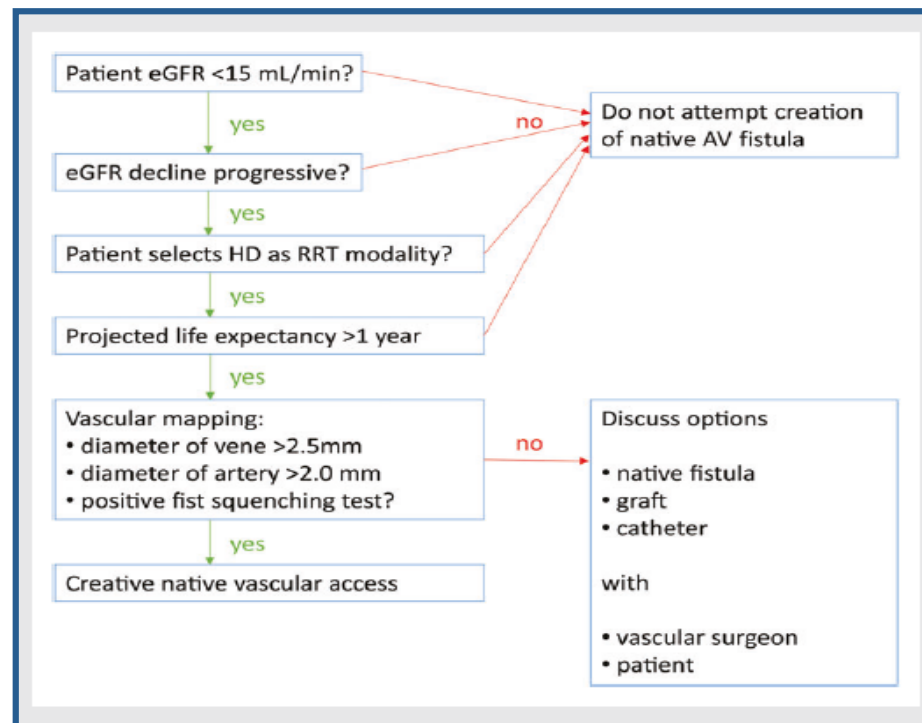 Patient eGFR <15 mL/min?
yes
no
Do not attempt creation
of native AV fistula
eGFR decline progressive?
yes
Patient selects HD as RRT modality?
yes
Projected life expectancy >1 year
yes
Vascular mapping:
• diameter of vene >2.5mm
• diameter of artery >2.0 mm
• positive fist squenching test?
no
Discuss options
• native fistula
• graft
• catheter
with
• vascular surgeon
• patient
yes
Creative native vascular access